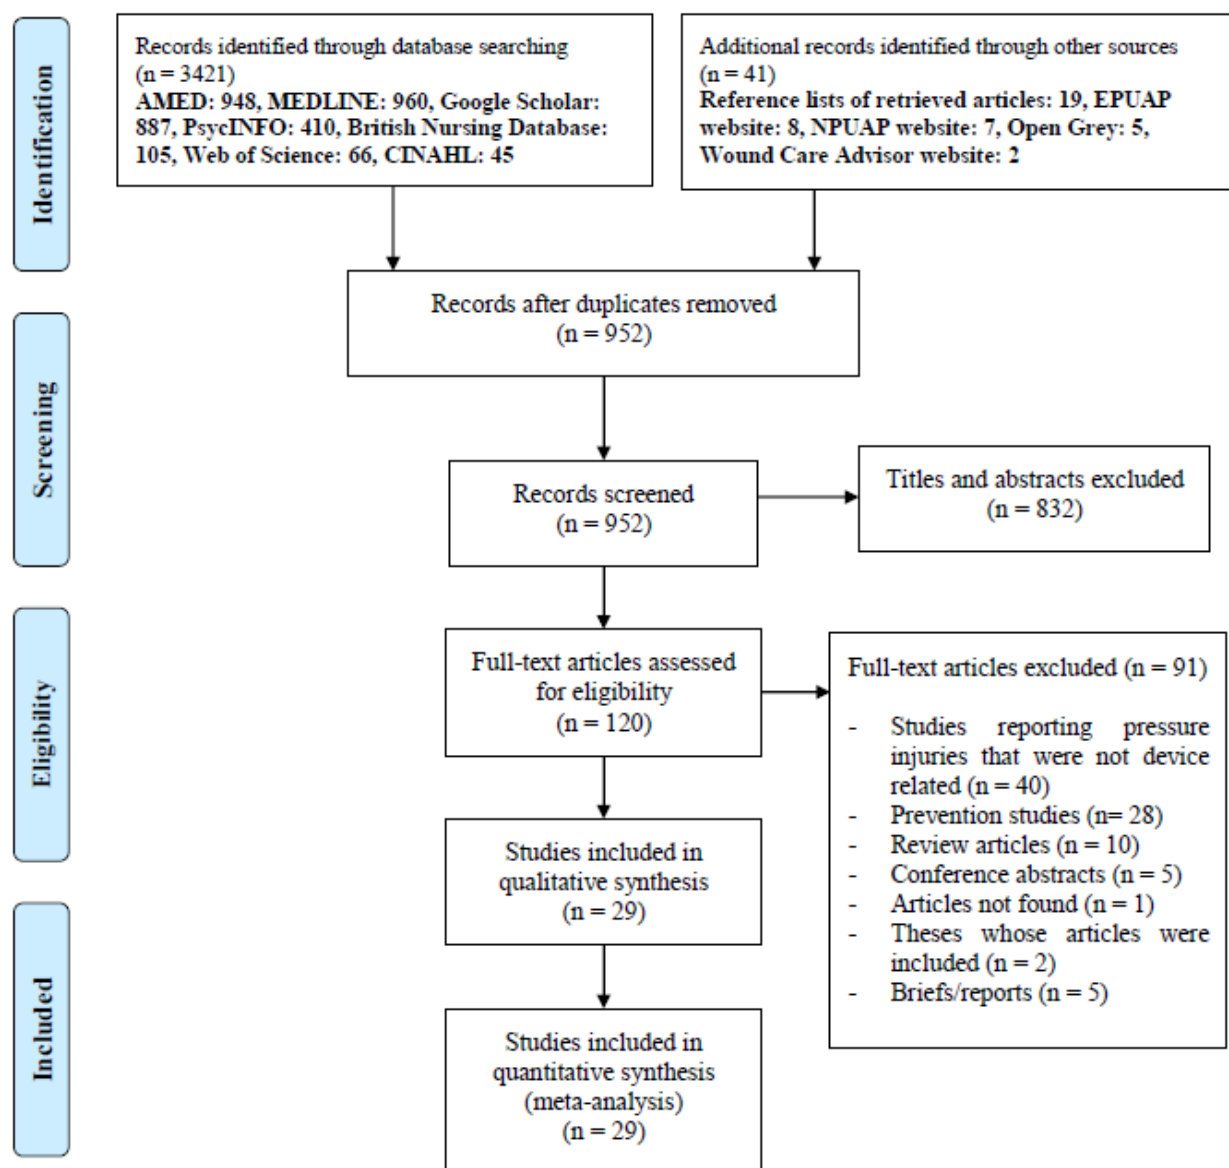 Identification
Records identified through database searching
(n = 3421)
AMED: 948, MEDLINE: 960, Google Scholar:
887, PsycINFO: 410, British Nursing Database:
105, Web of Science: 66, CINAHL: 45
Additional records identified through other sources
(n = 41)
Reference lists of retrieved articles: 19, EPUAP
website: 8, NPUAP website: 7, Open Grey: 5,
Wound Care Advisor website: 2
Records after duplicates removed
(n = 952)
Screening
Records screened
(n = 952)
Titles and abstracts excluded
(n = 832)
Eligibility
Full-text articles assessed
for eligibility
(n = 120)
Full-text articles excluded (n = 91)
- Studies reporting pressure
injuries that were not device
related (n = 40)
- Prevention studies (n= 28)
- Review articles (n = 10)
- Conference abstracts (n = 5)
- Articles not found (n = 1)
- Theses whose articles were
included (n = 2)
- Briefs/reports (n = 5)
Studies included in
qualitative synthesis
(n = 29)
Included
Studies included in
quantitative synthesis
(meta-analysis)
(n = 29)